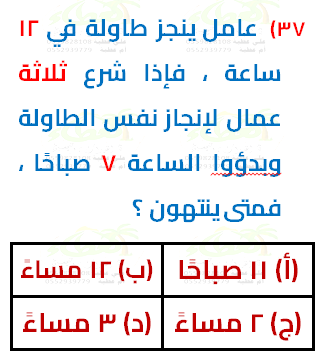 ٣٧) عامل ينجز طاولة في ١٢
ساعة ، فإذا شرع ثلاثة
عمال لإنجاز نفس الطاولة
وبدؤوا الساعة ٧ صباحًا ،
فمتى ينتهون ؟
(أ) ١١ صباحًا (ب) ١٢ مساءً
(ج) ٢ مساءً (د) ٣ مساءً